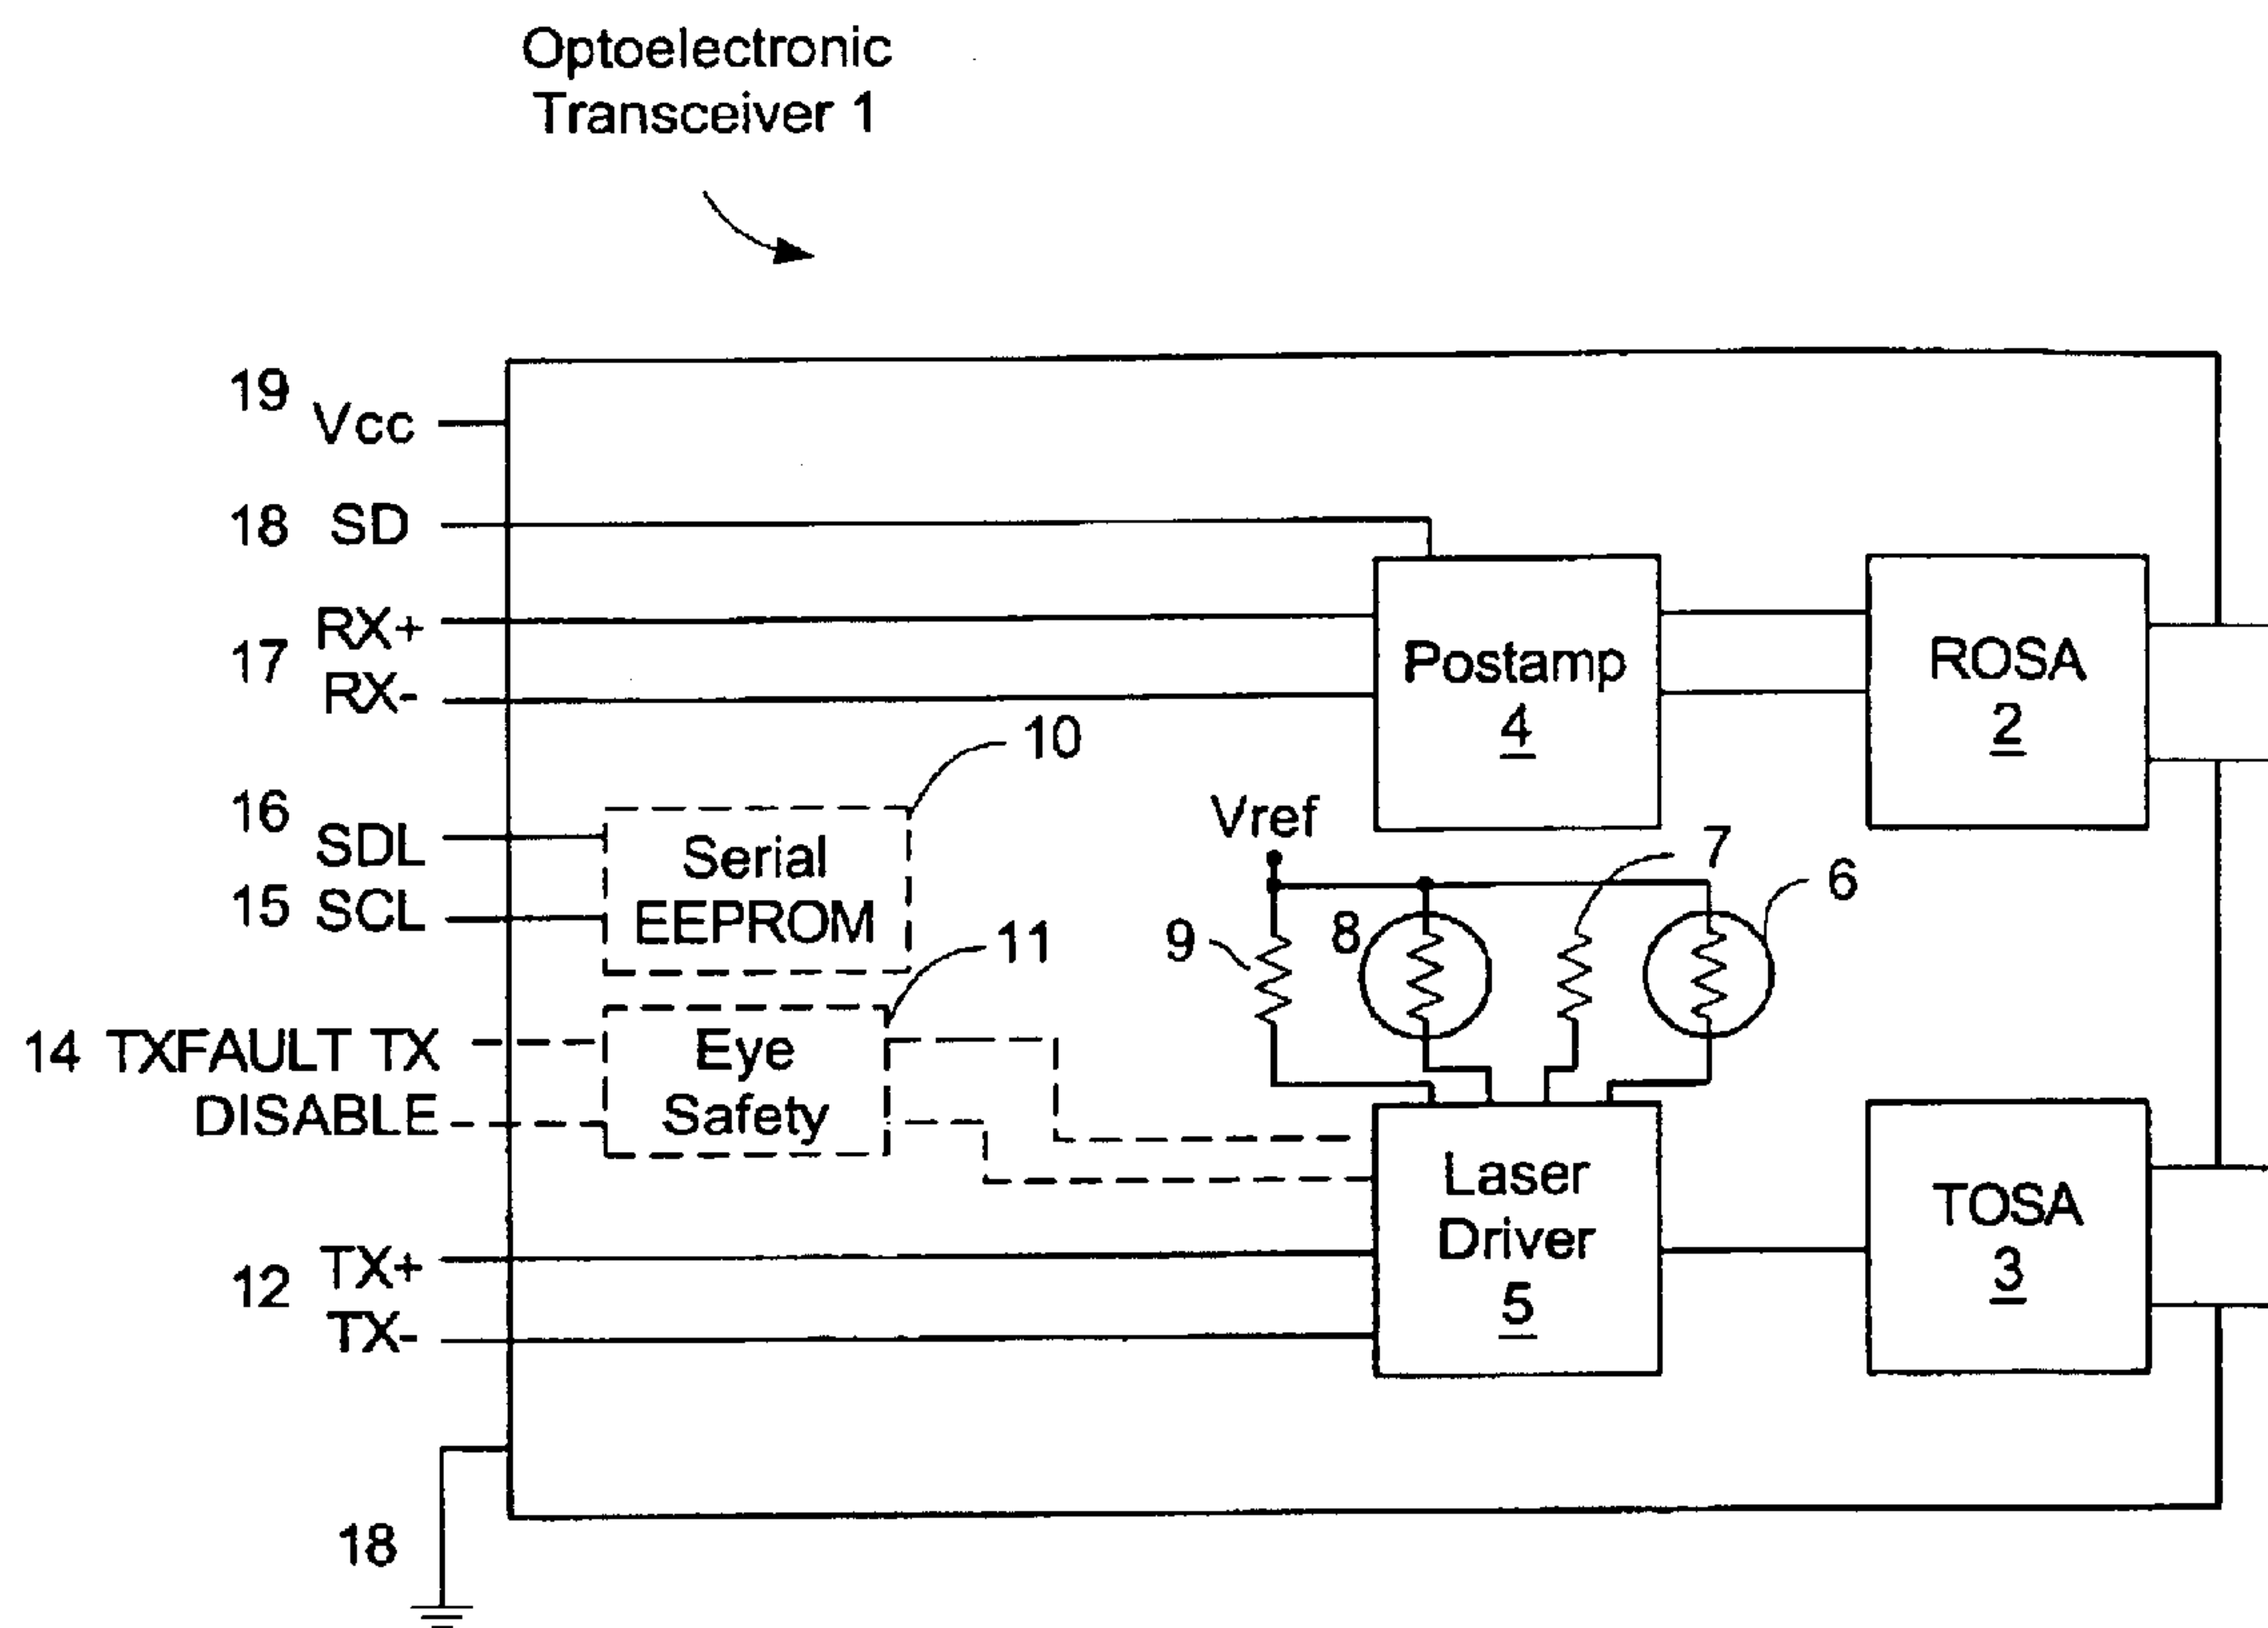 Optoelectronic
Transceiver 1
19
Vcc
18 SD
RX+
17
RX-
Postamp
4
ROSA
2
10
16
SDL
15 SCL
Serial
EEPROM
Vref
7
6
8
9
11
14 TXFAULT TX
DISABLE
Eye
Safety
Laser
Driver
5
TOSA
3
TX+
12
TX-
18